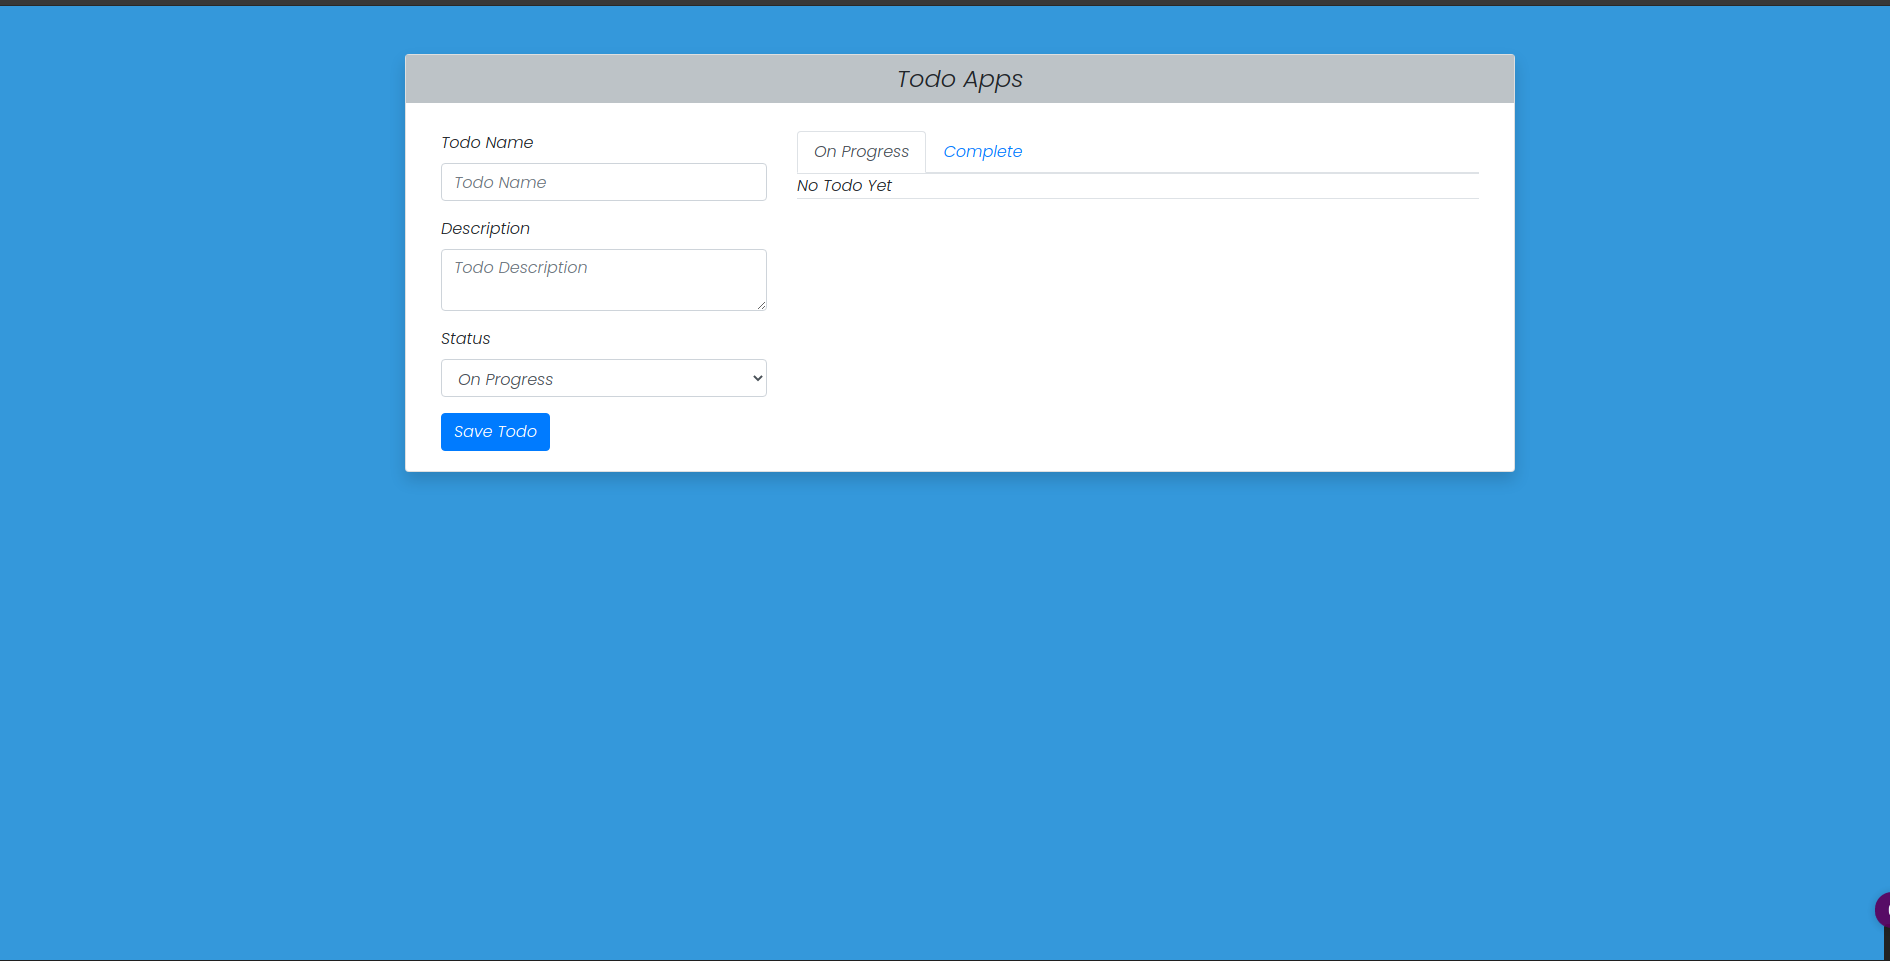 Todo Apps
Todo Name
Todo Name
Description
Todo Description
Status
On Progress
Save Todo
On Progress Complete
No Todo Yet